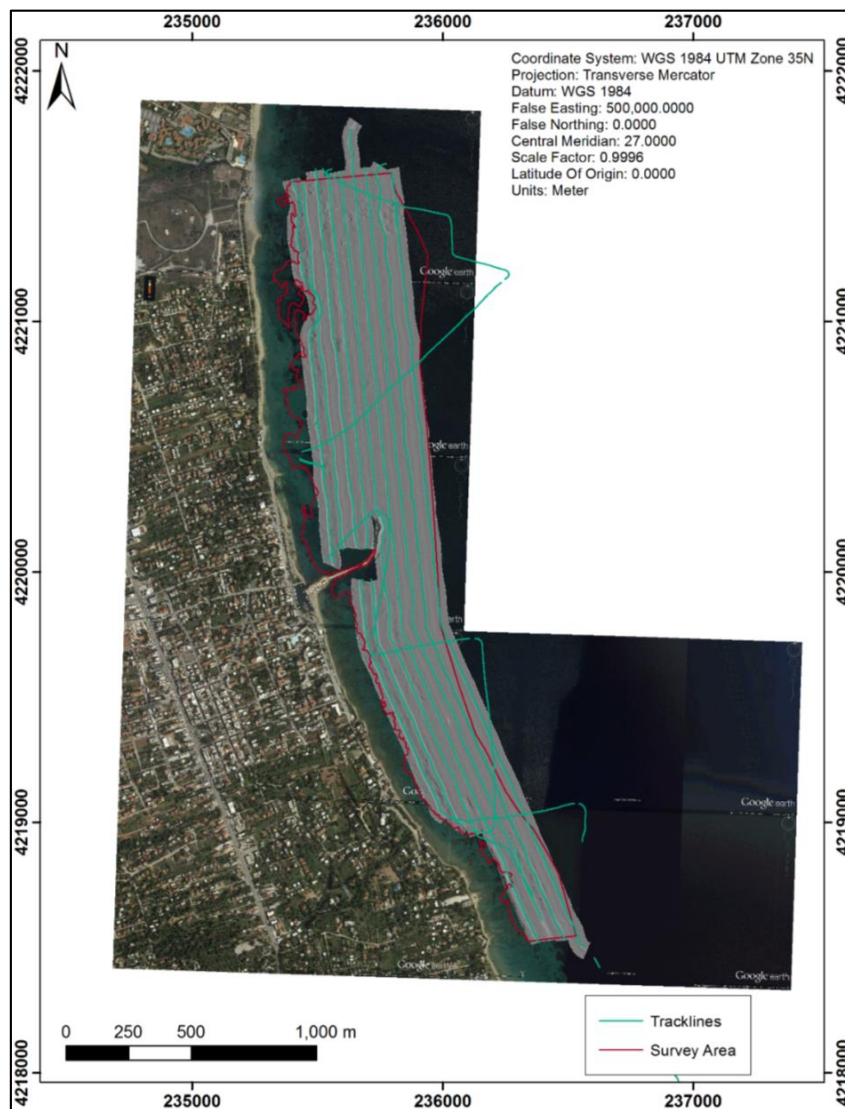 235000 236000 237000
N
4222000 4222000
Coordinate System: WGS 1984 UTM Zone 35N
Projection: Transverse Mercator
Datum: WGS 1984
False Easting: 500,000.0000
False Northing: 0.0000
Central Meridian: 27.0000
Scale Factor: 0.9996
Latitude Of Origin: 0.0000
Units: Meter
Google earth
4221000 4221000
earth
4220000 4220000
earth
4219000 4219000
Google earth
Google earth
Google earth
0 250 500 1,000 m
Tracklines
Survey Area
4218000 4218000
235000 236000 237000